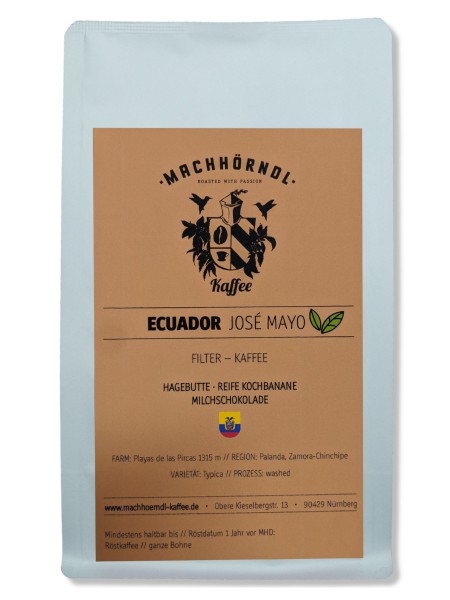 ·MACHHÖRNDL·
ROASTED WITH PASSION
Kaffee
ECUADOR JOSÉ MAYO
FILTER – KAFFEE
HAGEBUTTE · REIFE KOCHBANANE
MILCHSCHOKOLADE
FARM: Playas de las Pircas 1315 m // REGION: Palanda, Zamora-Chinchipe
VARIETÄT: Typica // PROZESS: washed
www.machhoerndl-kaffee.de • Obere Kieselbergstr. 13 • 90429 Nürnberg
Mindestens haltbar bis // Röstdatum 1 Jahr vor MHD:
Röstkaffee // ganze Bohne